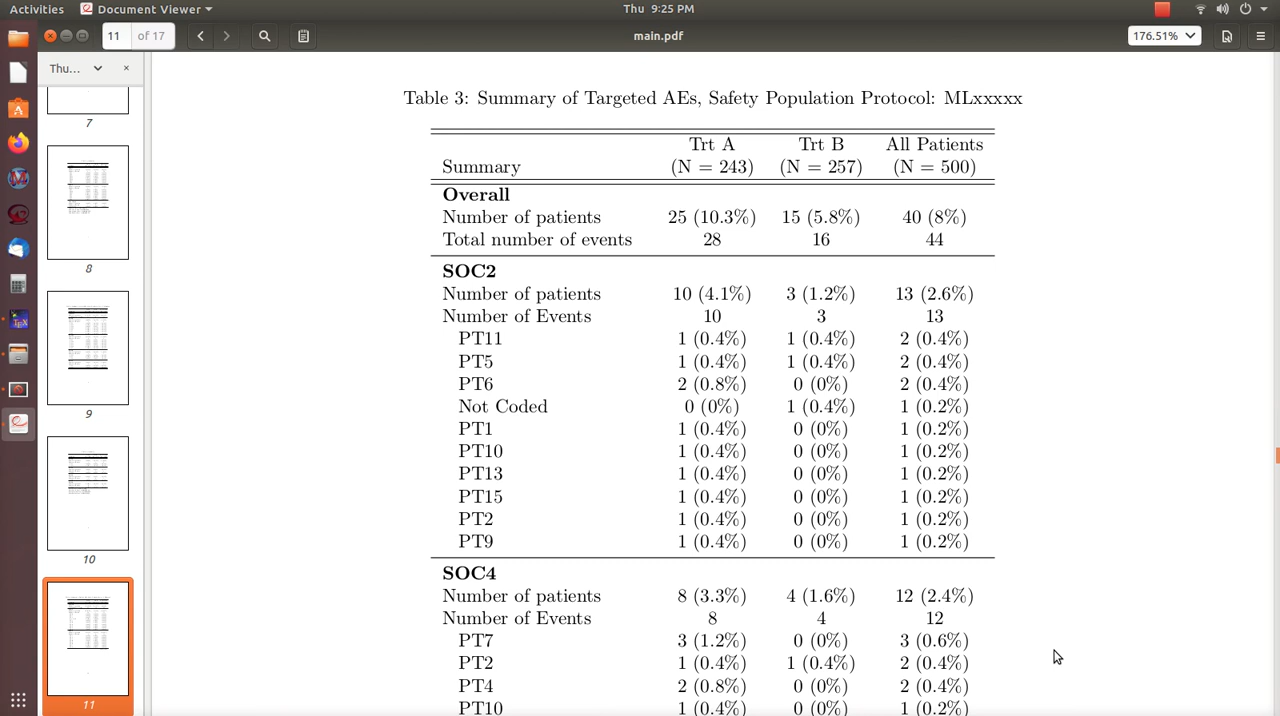 Activities Document Viewer Thu 9:25 PM
11 of 17 main.pdf 176.51%
Thu...
7
8
9
10
11
Table 3: Summary of Targeted AEs, Safety Population Protocol: MLxxxxx
Trt A Trt B All Patients
Summary (N = 243) (N = 257) (N = 500)
Overall
Number of patients 25 (10.3%) 15 (5.8%) 40 (8%)
Total number of events 28 16 44
SOC2
Number of patients 10 (4.1%) 3 (1.2%) 13 (2.6%)
Number of Events 10 3 13
PT11 1 (0.4%) 1 (0.4%) 2 (0.4%)
PT5 1 (0.4%) 1 (0.4%) 2 (0.4%)
PT6 2 (0.8%) 0 (0%) 2 (0.4%)
Not Coded 0 (0%) 1 (0.4%) 1 (0.2%)
PT1 1 (0.4%) 0 (0%) 1 (0.2%)
PT10 1 (0.4%) 0 (0%) 1 (0.2%)
PT13 1 (0.4%) 0 (0%) 1 (0.2%)
PT15 1 (0.4%) 0 (0%) 1 (0.2%)
PT2 1 (0.4%) 0 (0%) 1 (0.2%)
PT9 1 (0.4%) 0 (0%) 1 (0.2%)
SOC4
Number of patients 8 (3.3%) 4 (1.6%) 12 (2.4%)
Number of Events 8 4 12
PT7 3 (1.2%) 0 (0%) 3 (0.6%)
PT2 1 (0.4%) 1 (0.4%) 2 (0.4%)
PT4 2 (0.8%) 0 (0%) 2 (0.4%)
PT10 1 (0.4%) 0 (0%) 1 (0.2%)